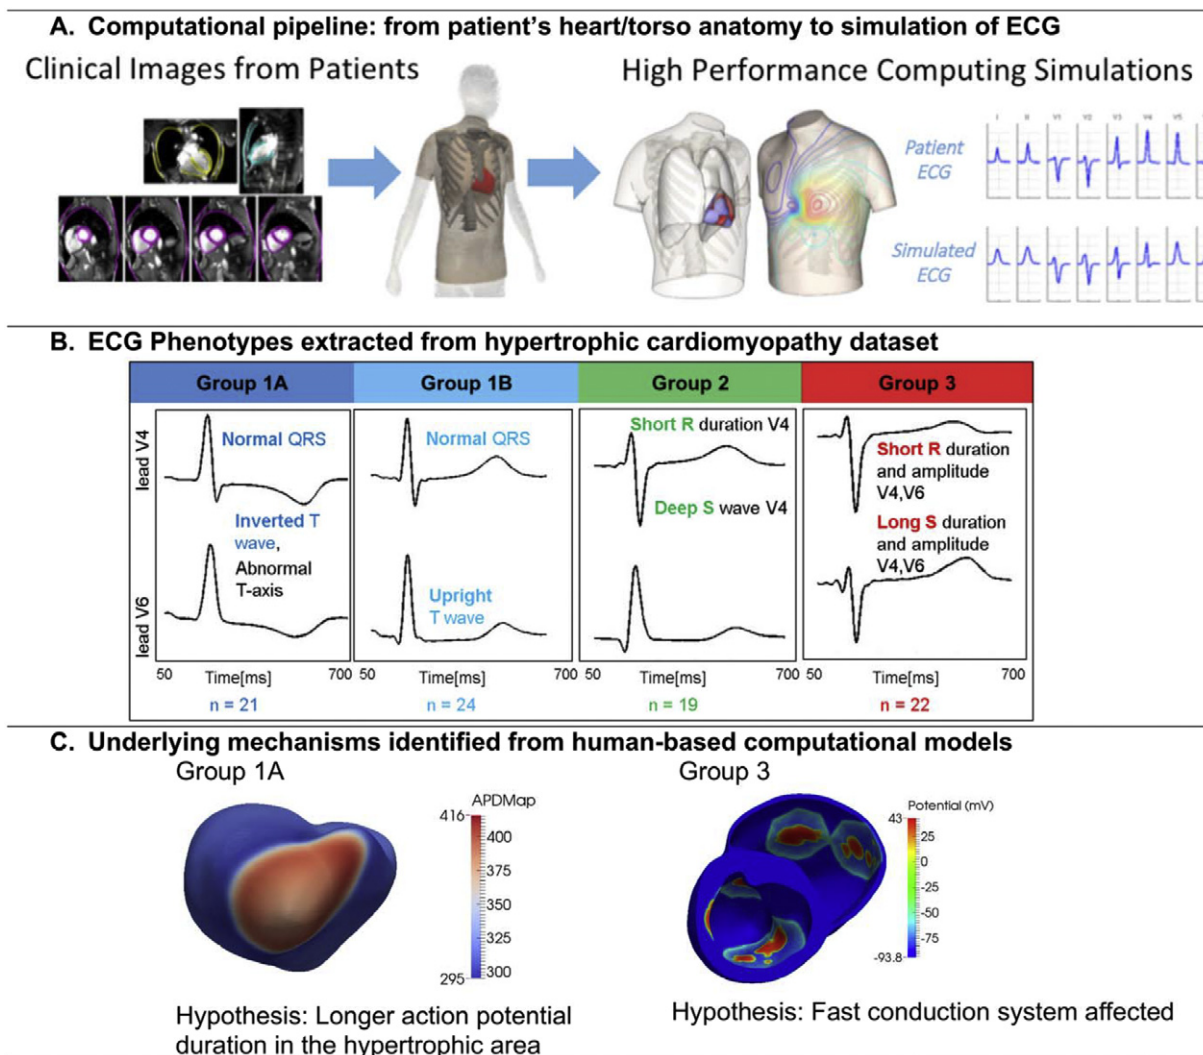 A. Computational pipeline: from patient's heart/torso anatomy to simulation of ECG
Clinical Images from Patients
High Performance Computing Simulations
I II V1 V2 V3 V4 V5
Patient
ECG
Simulated
ECG
B. ECG Phenotypes extracted from hypertrophic cardiomyopathy dataset
Group 1A Group 1B Group 2 Group 3
lead V4
Normal QRS
Inverted T
wave,
Abnormal
T-axis
lead V6
Normal QRS
Upright
T wave
Short R duration V4
Deep S wave V4
Short R duration
and amplitude
V4,V6
Long S duration
and amplitude
V4,V6
50 Time[ms] 700 50 Time[ms] 700 50 Time[ms] 700 50 Time[ms] 700
n = 21 n = 24 n = 19 n = 22
C. Underlying mechanisms identified from human-based computational models
Group 1A
APDMap
416
400
375
350
325
295 300
Hypothesis: Longer action potential
duration in the hypertrophic area
Group 3
Potential (mV)
43
25
0
-25
-50
-75
-93.8
Hypothesis: Fast conduction system affected